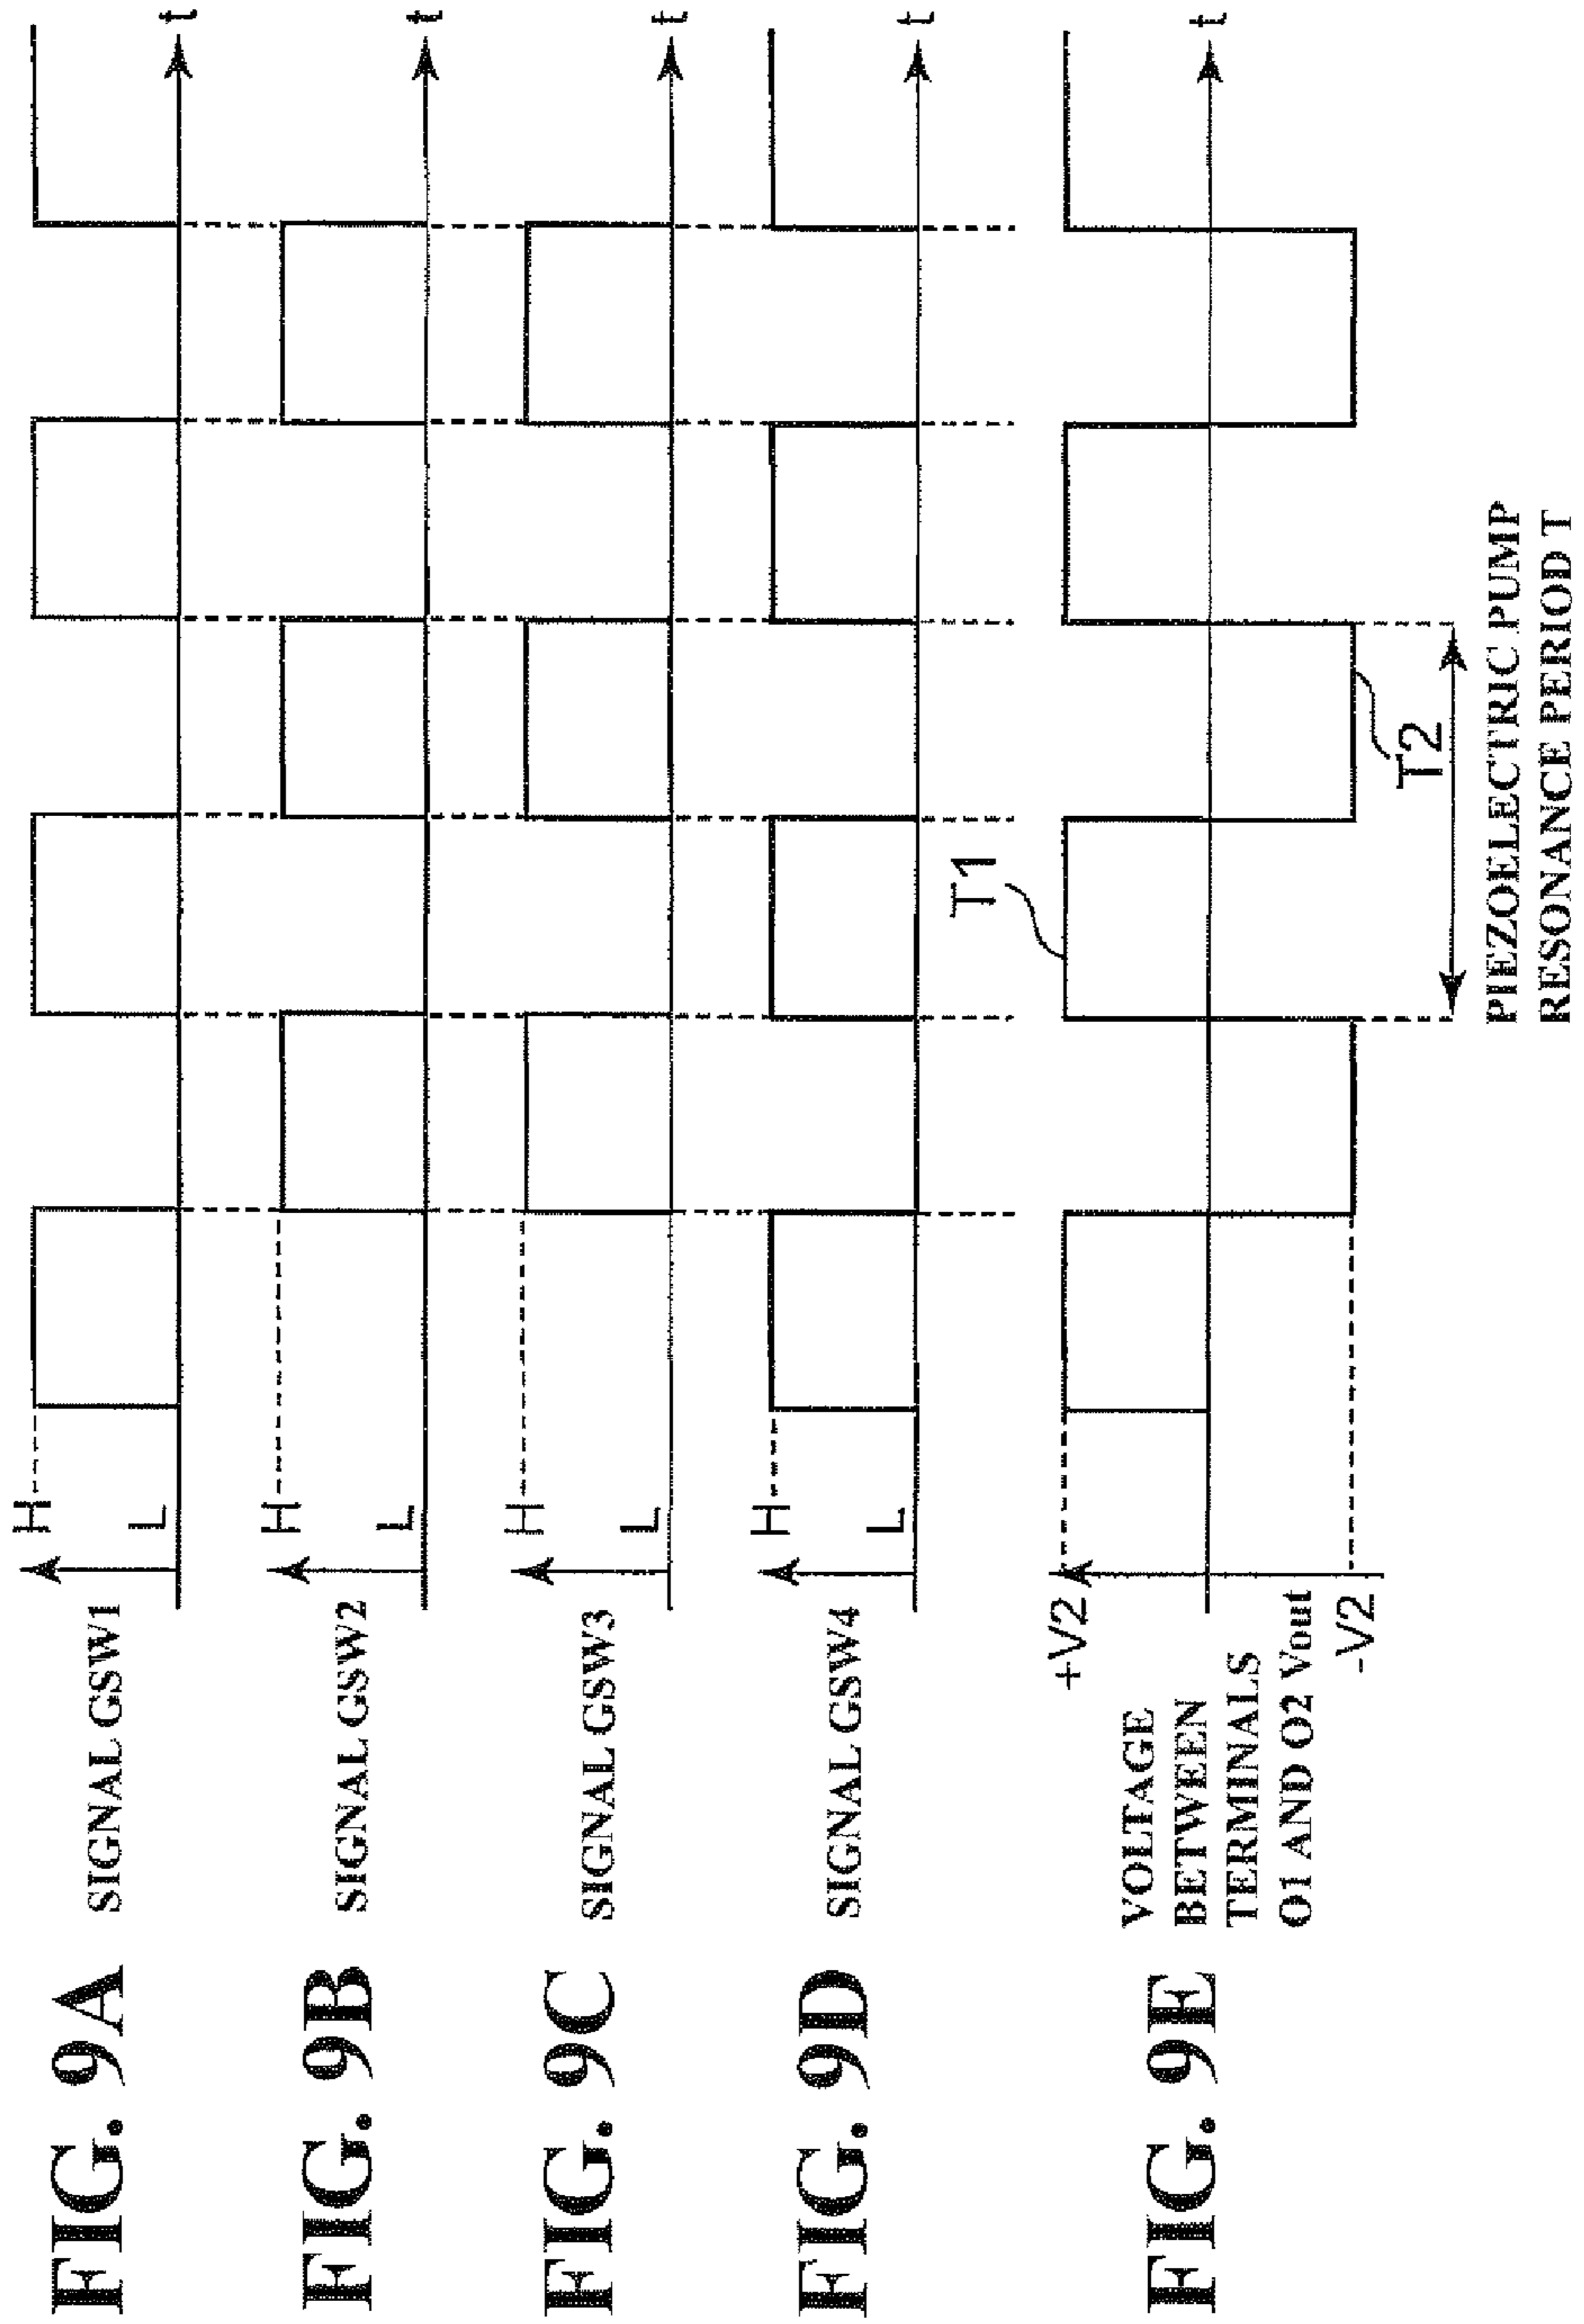 FIG. 9A
SIGNAL GSW1
H
L
t
FIG. 9B
SIGNAL GSW2
H
L
t
FIG. 9C
SIGNAL GSW3
H
L
t
FIG. 9D
SIGNAL GSW4
H
L
t
FIG. 9E
VOLTAGE
BETWEEN
TERMINALS
O1 AND O2 Vout
+V2
-V2
T1
T2
t
PIEZOELECTRIC PUMP
RESONANCE PERIOD T